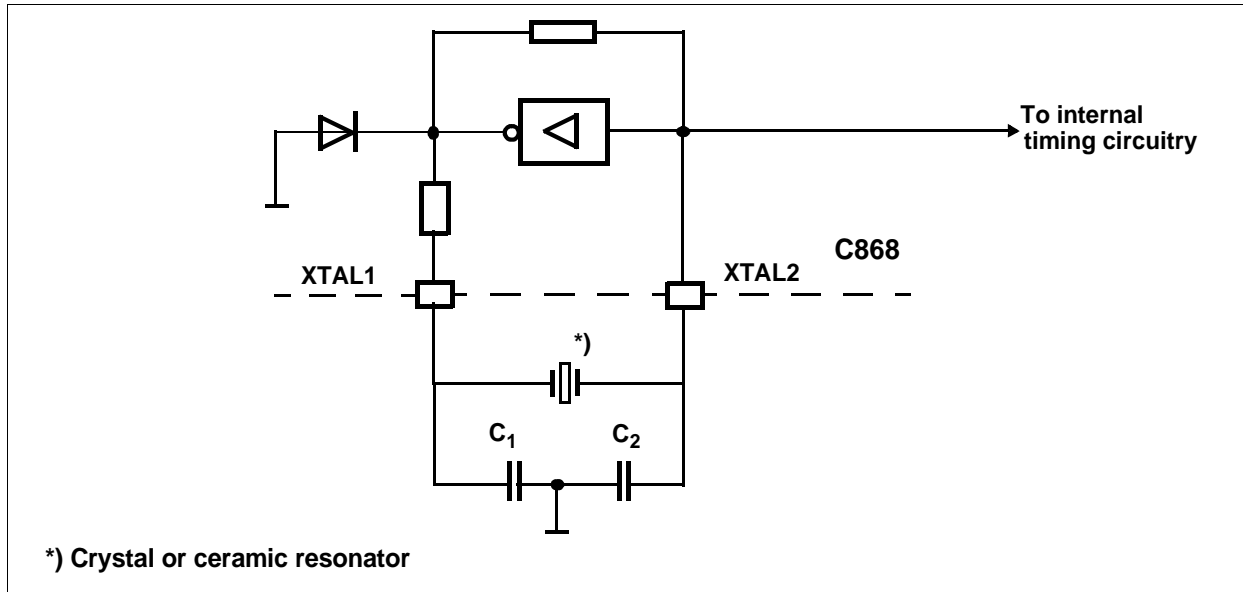 To internal
timing circuitry
C868
XTAL1
XTAL2
*)
C1
C2
*) Crystal or ceramic resonator